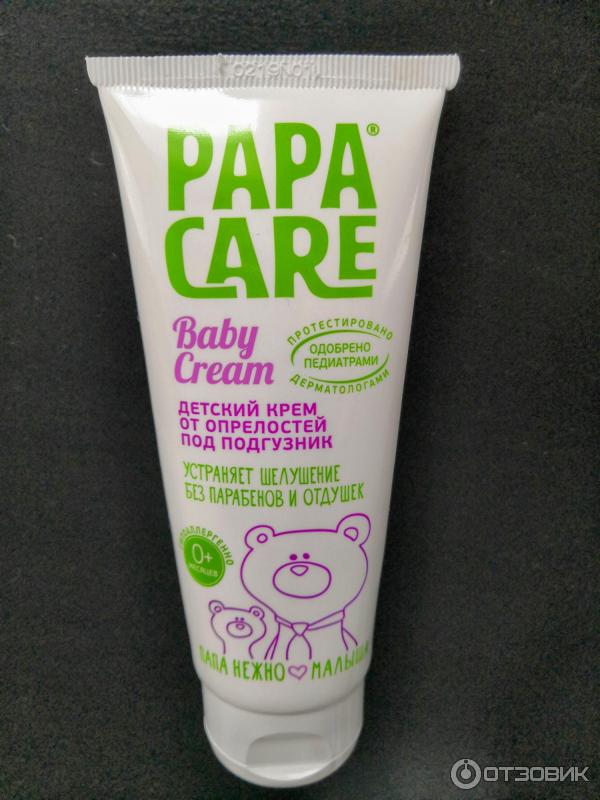 PAPA®
CARE
Baby
Cream
ПРОТЕСТИРОВАНО
ОДОБРЕНО
ПЕДИАТРАМИ
ДЕРМАТОЛОГАМИ
ДЕТСКИЙ КРЕМ
ОТ ОПРЕЛОСТЕЙ
ПОД ПОДГУЗНИК
УСТРАНЯЕТ ШЕЛУШЕНИЕ
БЕЗ ПАРАБЕНОВ И ОТДУШЕК
ГИПОАЛЛЕРГЕННО
0+
МЕСЯЦЕВ
ПАПА НЕЖНО МАЛЫША
ОТЗОВИК